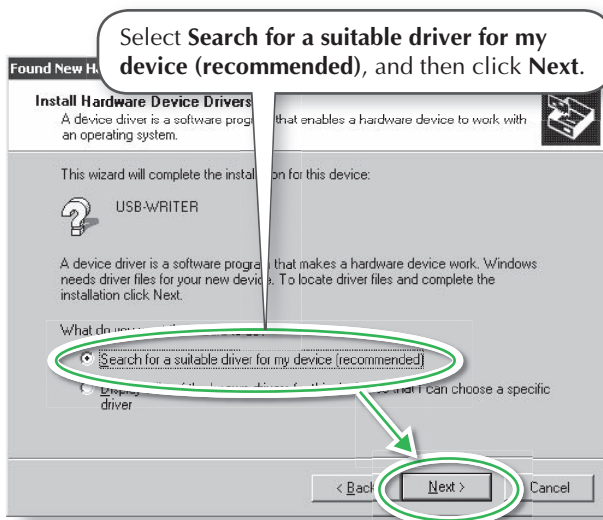 Select Search for a suitable driver for my
device (recommended), and then click Next.
Found New H
Install Hardware Device Drivers
A device driver is a software prog that enables a hardware device to work with
an operating system.
This wizard will complete the instal on for this device:
USB-WRITER
A device driver is a software program that makes a hardware device work. Windows
needs driver files for your new device. To locate driver files and complete the
installation click Next.
What do you
Search for a suitable driver for my device (recommended)
that I can choose a specific
driver
< Back
Next >
Cancel